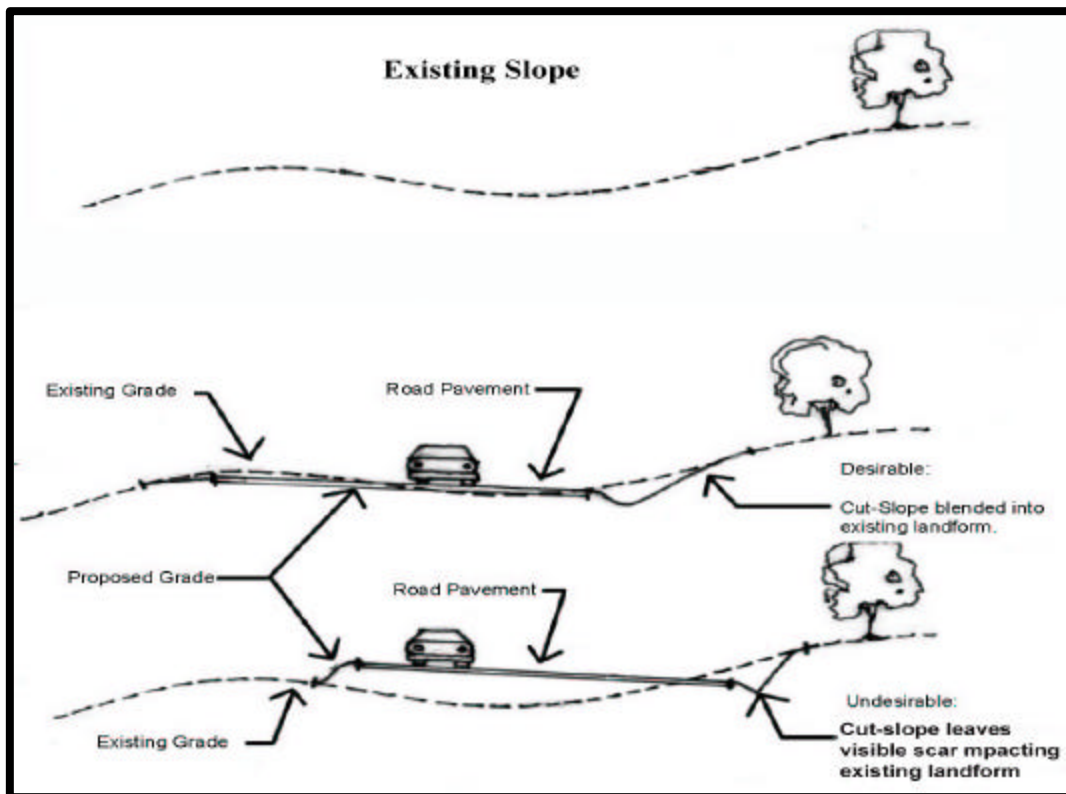 Existing Slope
Existing Grade
Road Pavement
Desirable:
Cut-Slope blended into
existing landform.
Proposed Grade
Road Pavement
Undesirable:
Existing Grade
Cut-slope leaves
visible scar mpacting
existing landform